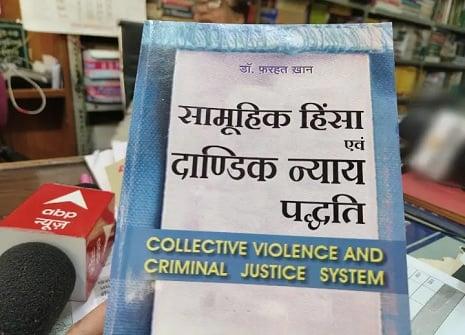 डॉ. फ़रहत ख़ान
सामूहिक हिंसा
एवं
दाण्डिक न्याय
पद्धति
COLLECTIVE VIOLENCE AND
CRIMINAL JUSTICE SYSTEM
abp
न्यूज़